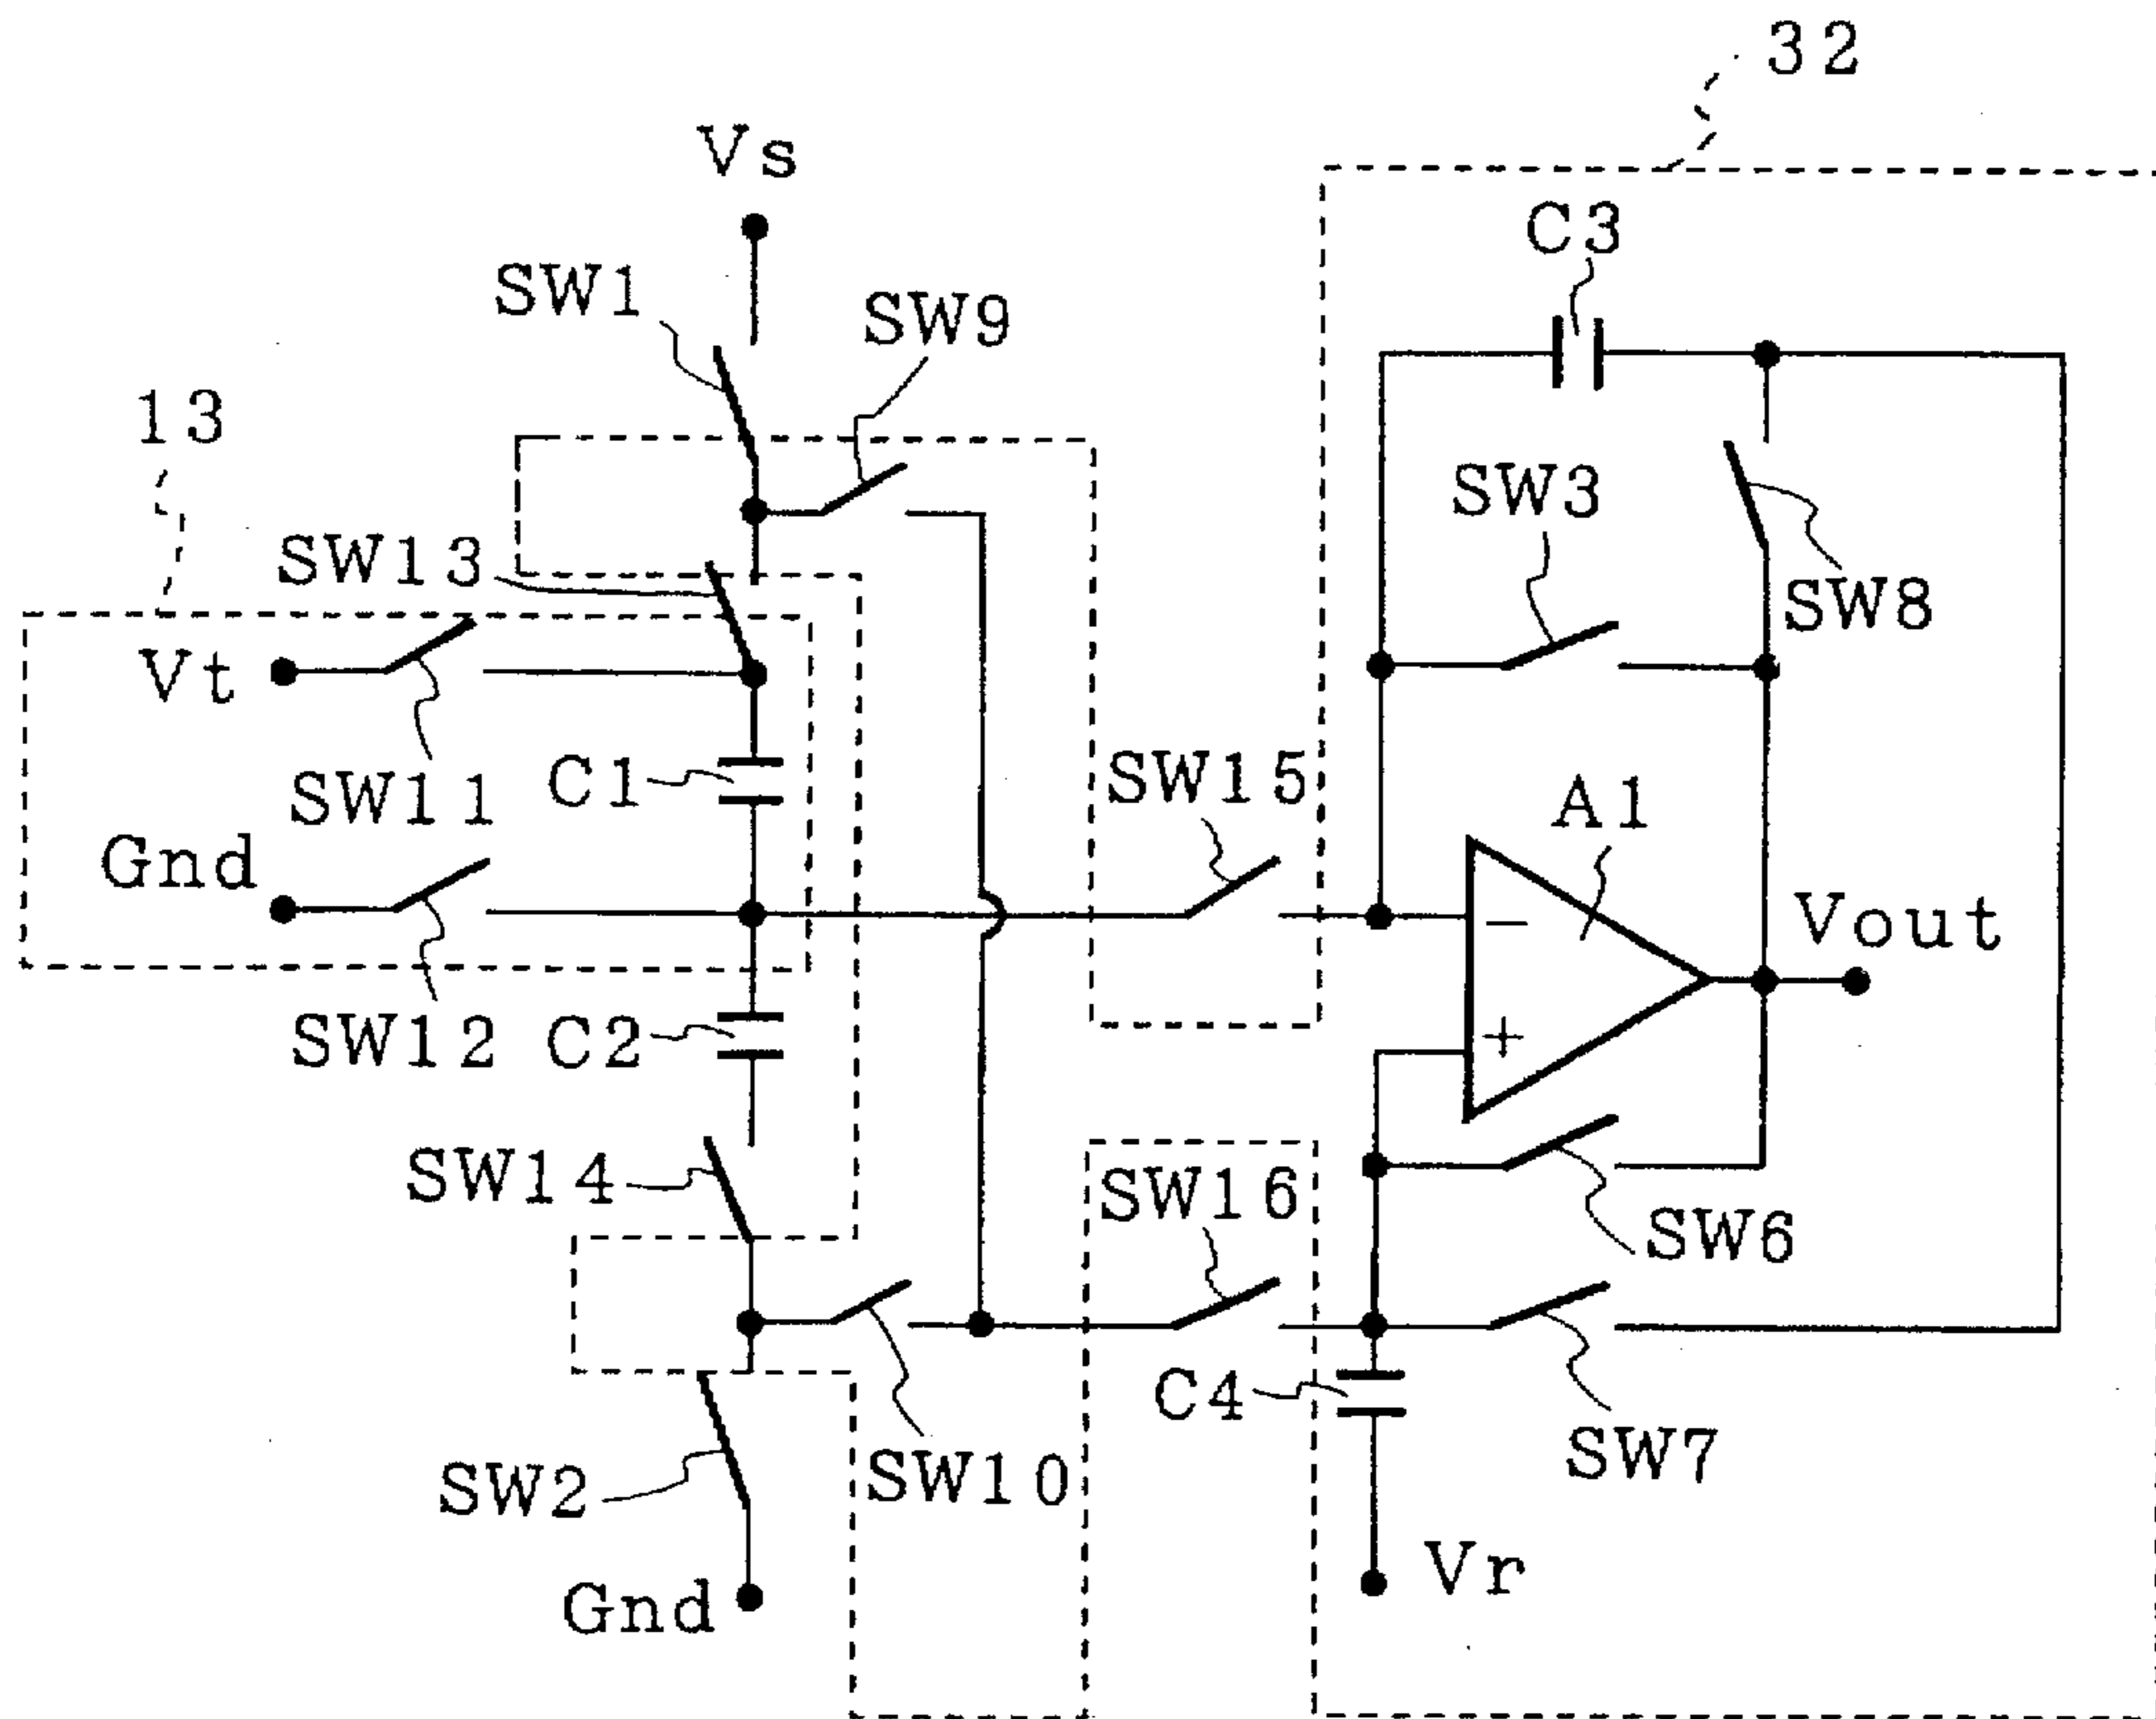 32
Vs
C3
SW1
SW9
13
SW3
SW13
SW8
Vt
SW15
C1
SW11
A1
Gnd
Vout
−
SW12
C2
+
SW14
SW16
SW6
C4
SW2
SW10
SW7
Vr
Gnd